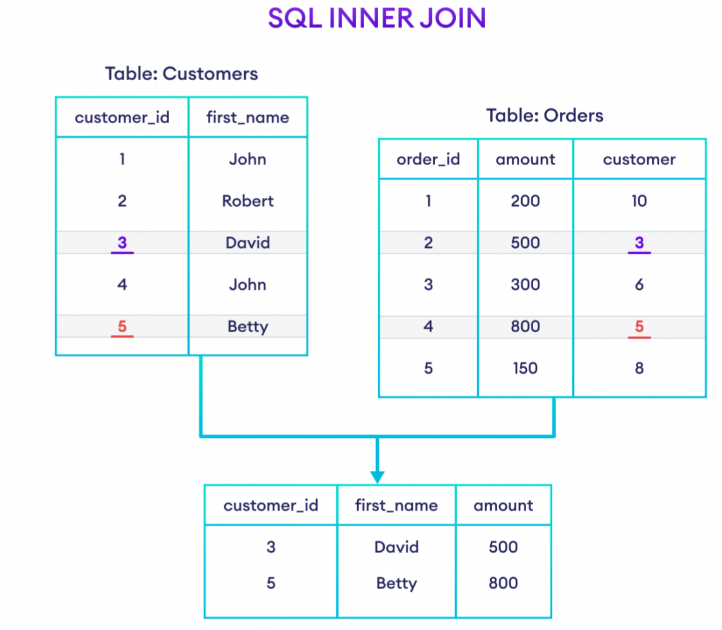 SQL INNER JOIN
Table: Customers
customer_id first_name
1 John
2 Robert
3 David
4 John
5 Betty
Table: Orders
order_id amount customer
1 200 10
2 500 3
3 300 6
4 800 5
5 150 8
customer_id first_name amount
3 David 500
5 Betty 800